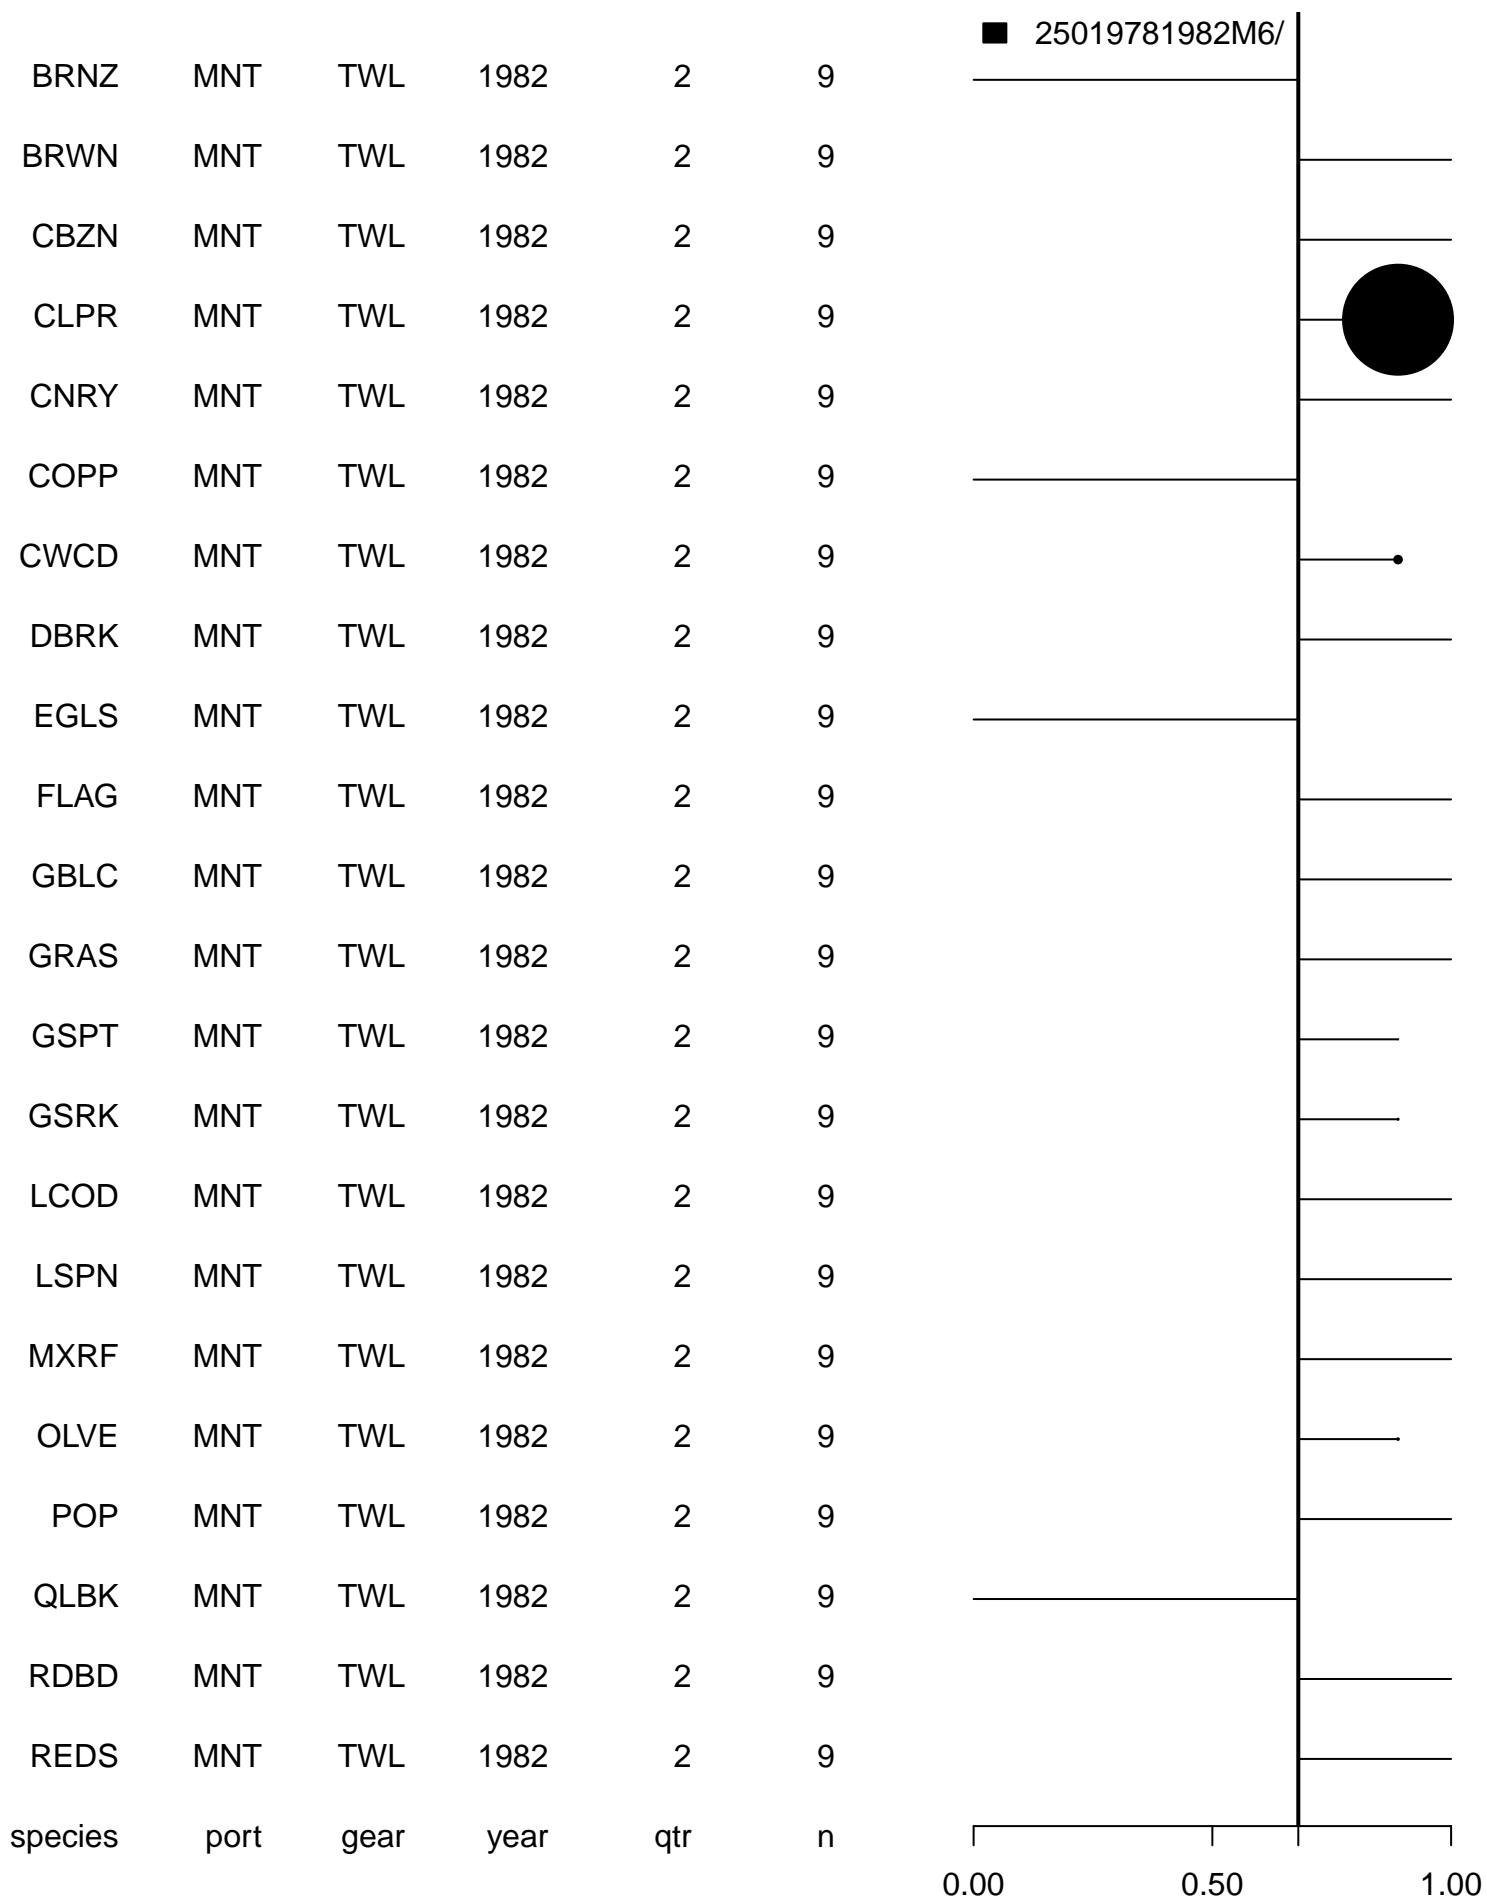 25019781982M6/
BRNZ MNT TWL 1982 2 9
BRWN MNT TWL 1982 2 9
CBZN MNT TWL 1982 2 9
CLPR MNT TWL 1982 2 9
CNRY MNT TWL 1982 2 9
COPP MNT TWL 1982 2 9
CWCD MNT TWL 1982 2 9
DBRK MNT TWL 1982 2 9
EGLS MNT TWL 1982 2 9
FLAG MNT TWL 1982 2 9
GBLC MNT TWL 1982 2 9
GRAS MNT TWL 1982 2 9
GSPT MNT TWL 1982 2 9
GSRK MNT TWL 1982 2 9
LCOD MNT TWL 1982 2 9
LSPN MNT TWL 1982 2 9
MXRF MNT TWL 1982 2 9
OLVE MNT TWL 1982 2 9
POP MNT TWL 1982 2 9
QLBK MNT TWL 1982 2 9
RDBD MNT TWL 1982 2 9
REDS MNT TWL 1982 2 9
species port gear year qtr n
0.00 0.50 1.00